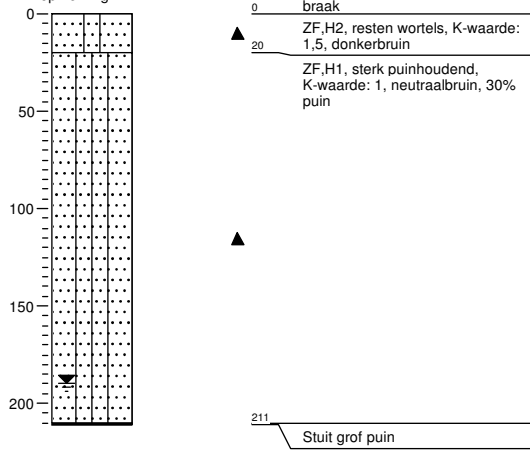 0
50
100
150
200
0
braak
ZF,H2, resten wortels, K-waarde:
1,5, donkerbruin
20
ZF,H1, sterk puinhoudend,
K-waarde: 1, neutraalbruin, 30%
puin
211
Stuit grof puin